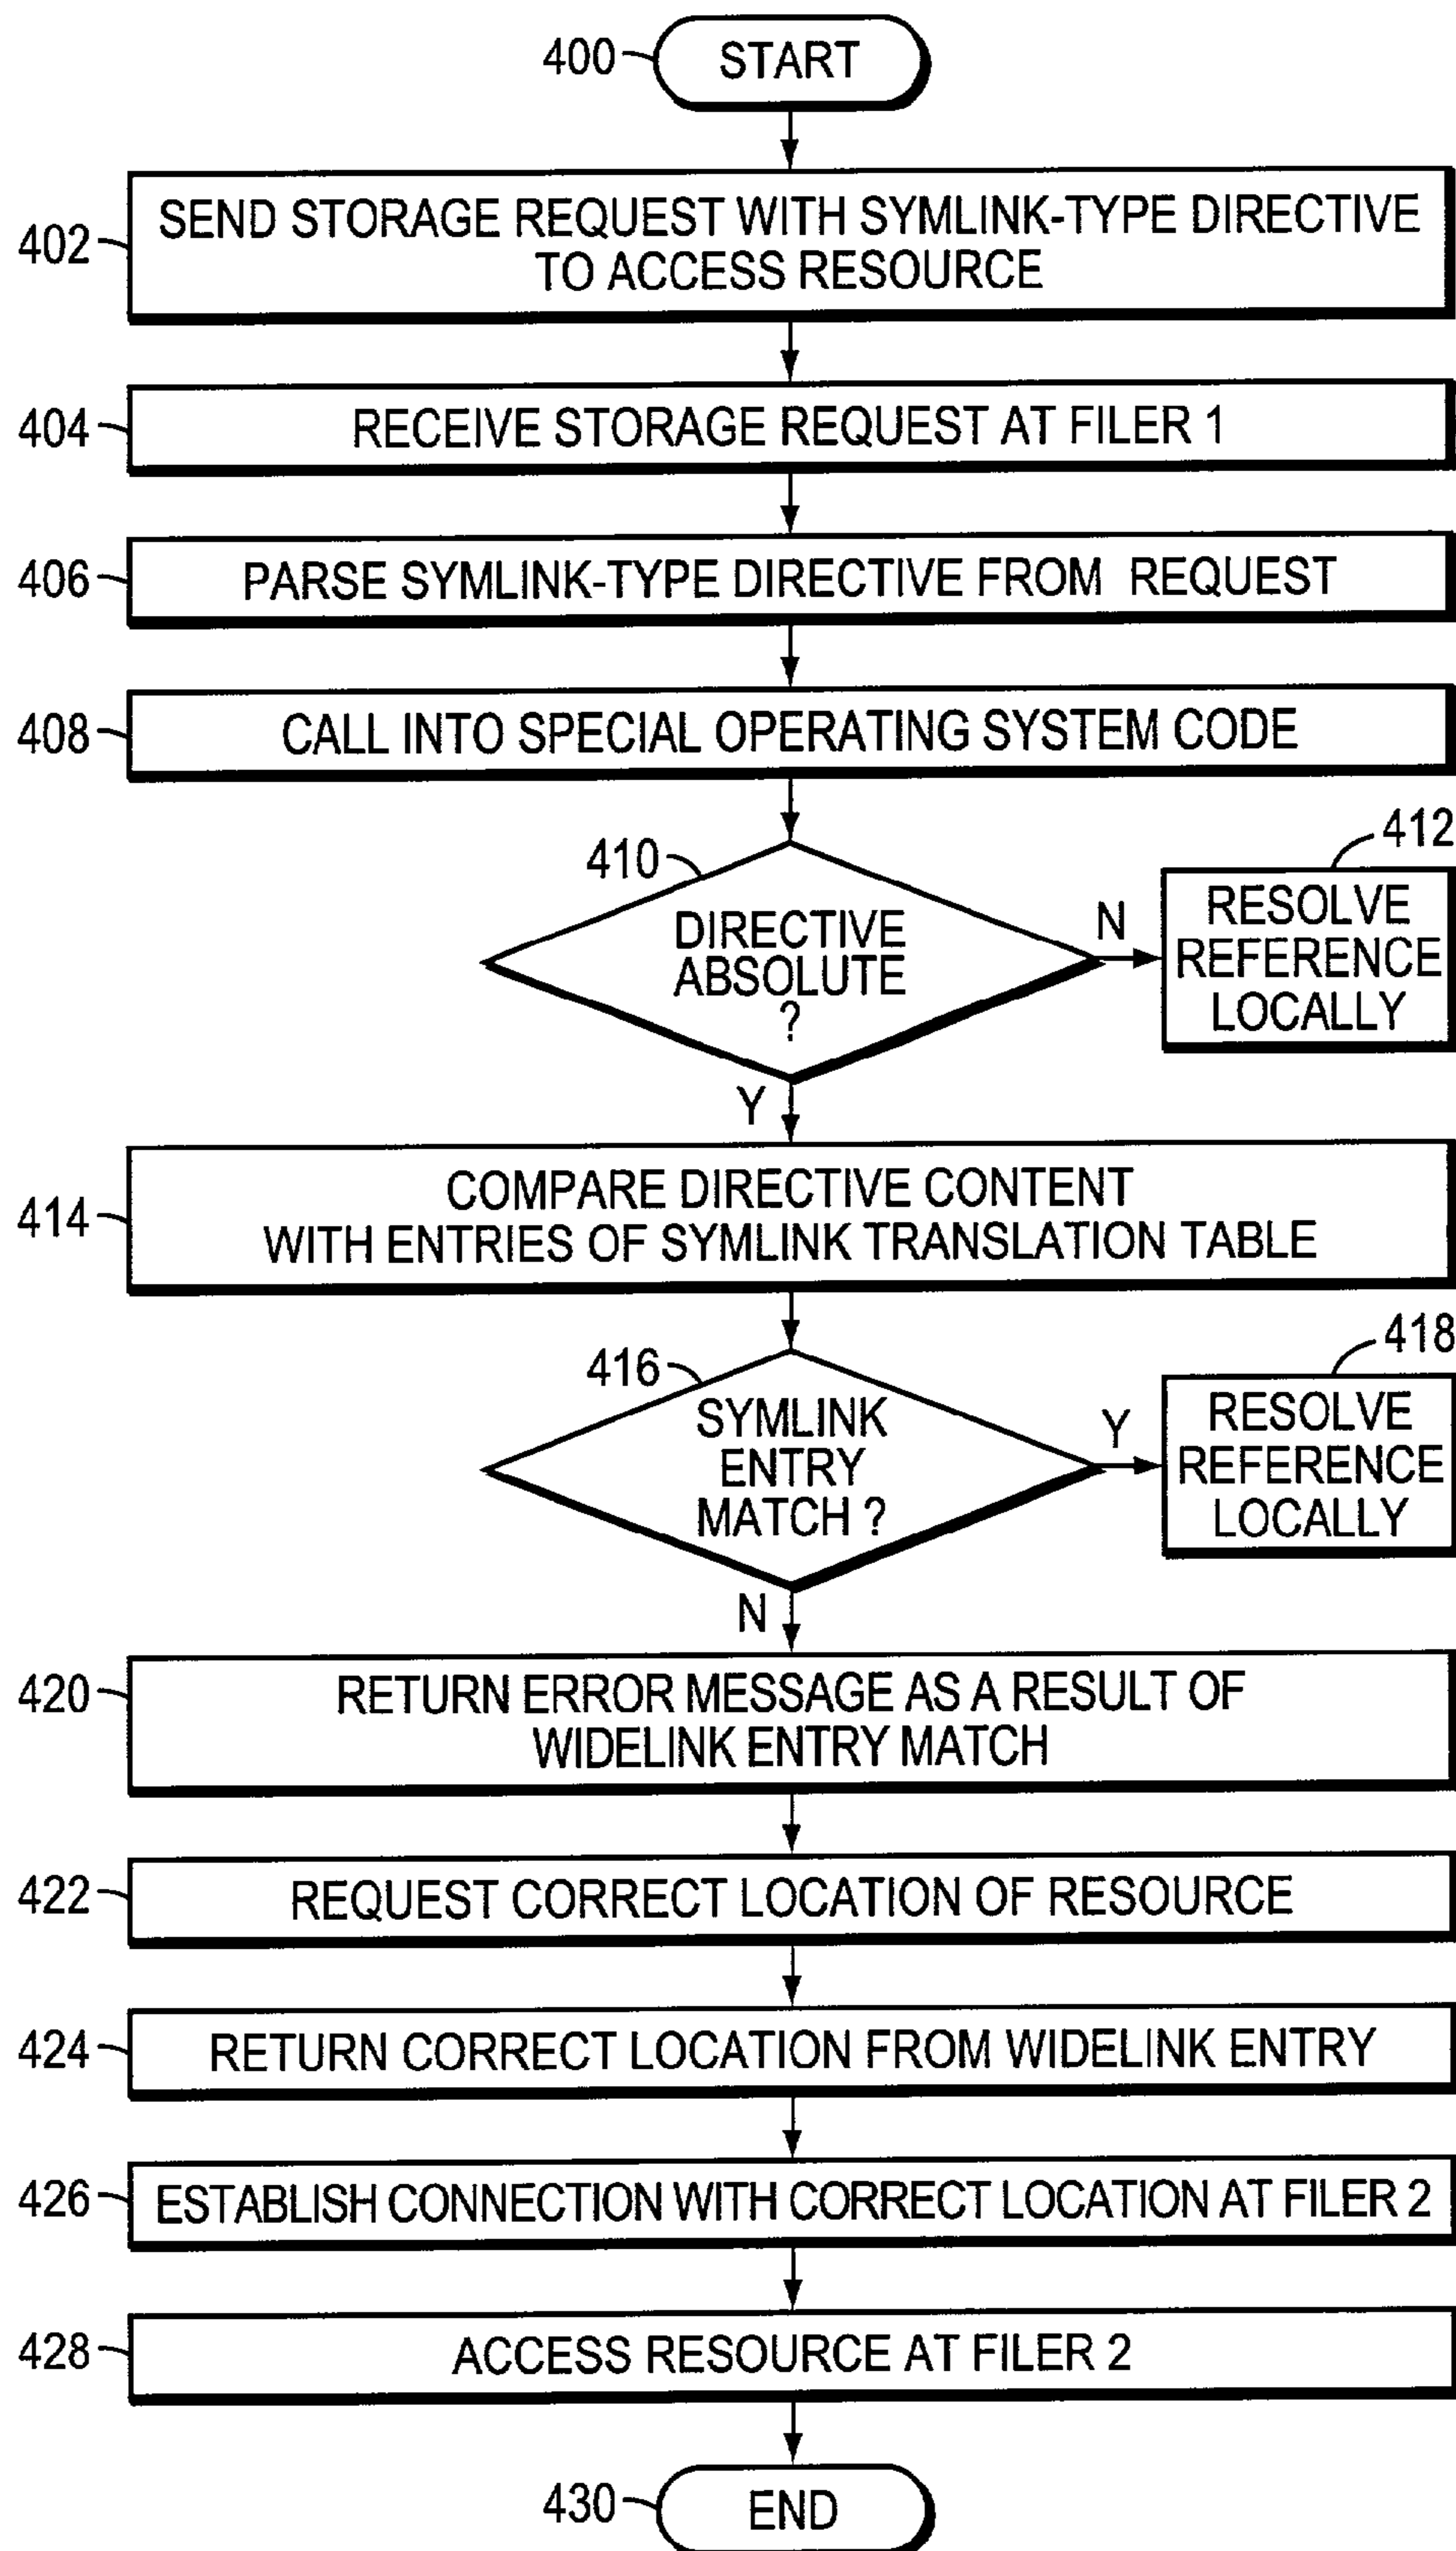 400
START
402
SEND STORAGE REQUEST WITH SYMLINK-TYPE DIRECTIVE
TO ACCESS RESOURCE
404
RECEIVE STORAGE REQUEST AT FILER 1
406
PARSE SYMLINK-TYPE DIRECTIVE FROM REQUEST
408
CALL INTO SPECIAL OPERATING SYSTEM CODE
410
DIRECTIVE
ABSOLUTE
?
N
412
RESOLVE
REFERENCE
LOCALLY
Y
414
COMPARE DIRECTIVE CONTENT
WITH ENTRIES OF SYMLINK TRANSLATION TABLE
416
SYMLINK
ENTRY
MATCH ?
Y
418
RESOLVE
REFERENCE
LOCALLY
N
420
RETURN ERROR MESSAGE AS A RESULT OF
WIDELINK ENTRY MATCH
422
REQUEST CORRECT LOCATION OF RESOURCE
424
RETURN CORRECT LOCATION FROM WIDELINK ENTRY
426
ESTABLISH CONNECTION WITH CORRECT LOCATION AT FILER 2
428
ACCESS RESOURCE AT FILER 2
430
END